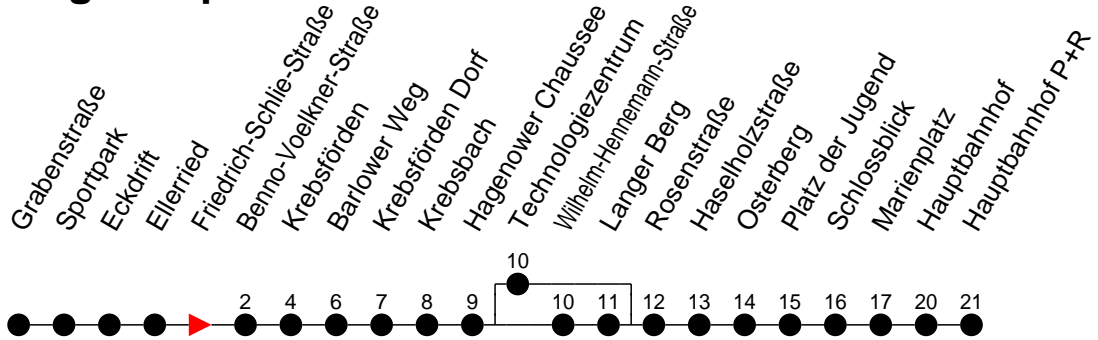 Grabenstraße
Sportpark
Eckdrift
Ellerried
Friedrich-Schlie-Straße
Benno-Voelkner-Straße
Krebsförden
Barlower Weg
Krebsförden Dorf
Krebsbach
Hagenower Chaussee
Technologiezentrum
Wilhelm-Hennemann-Straße
Langer Berg
Rosenstraße
Haselholzstraße
Osterberg
Platz der Jugend
Schlossblick
Marienplatz
Hauptbahnhof
Hauptbahnhof P+R
10
2 4 6 7 8 9 10 11 12 13 14 15 16 17 20 21